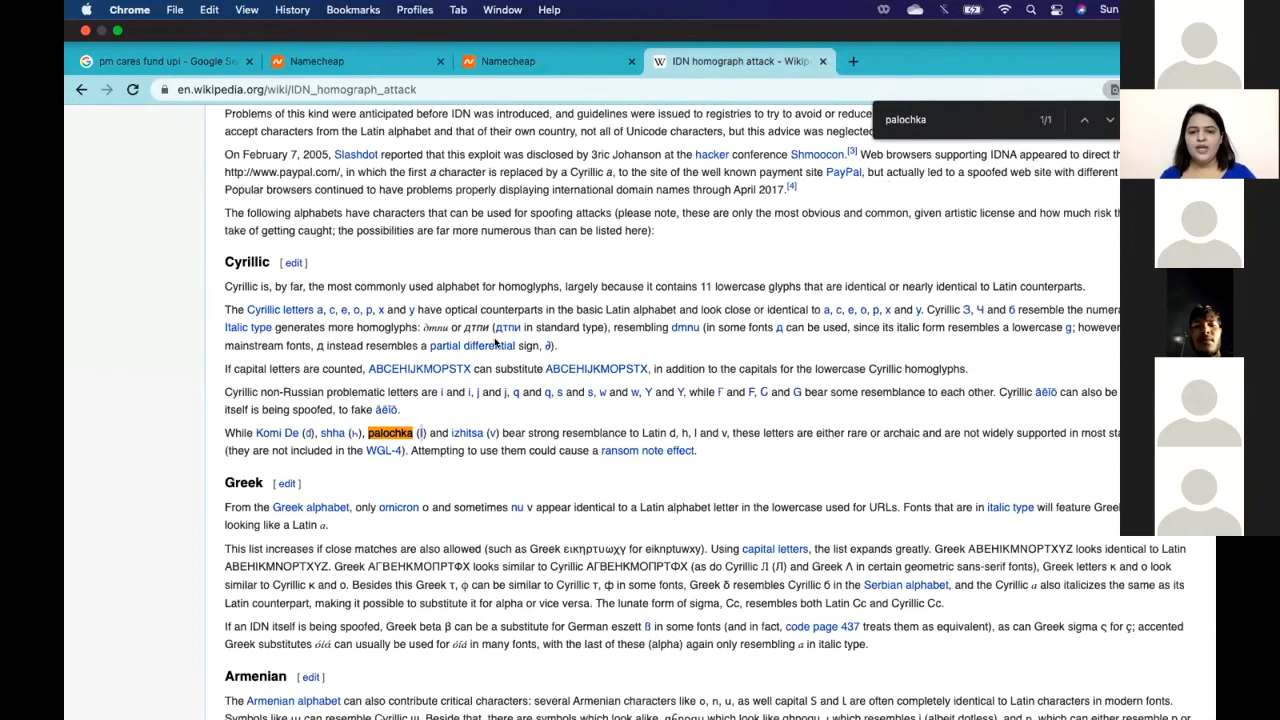 Chrome File Edit View History Bookmarks Profiles Tab Window Help Sun
pm cares fund upi - Google Se Namecheap Namecheap IDN homograph attack - Wikip
en.wikipedia.org/wiki/IDN_homograph_attack
palochka 1/1
Problems of this kind were anticipated before IDN was introduced, and guidelines were issued to registries to try to avoid or reduce
accept characters from the Latin alphabet and that of their own country, not all of Unicode characters, but this advice was neglected
On February 7, 2005, Slashdot reported that this exploit was disclosed by 3ric Johanson at the hacker conference Shmoocon.[3] Web browsers supporting IDNA appeared to direct th
http://www.pаypal.com/, in which the first a character is replaced by a Cyrillic а, to the site of the well known payment site PayPal, but actually led to a spoofed web site with different
Popular browsers continued to have problems properly displaying international domain names through April 2017.[4]
The following alphabets have characters that can be used for spoofing attacks (please note, these are only the most obvious and common, given artistic license and how much risk th
take of getting caught; the possibilities are far more numerous than can be listed here):
Cyrillic [ edit ]
Cyrillic is, by far, the most commonly used alphabet for homoglyphs, largely because it contains 11 lowercase glyphs that are identical or nearly identical to Latin counterparts.
The Cyrillic letters а, с, е, о, р, х and у have optical counterparts in the basic Latin alphabet and look close or identical to a, c, e, o, p, x and y. Cyrillic З, Ч and б resemble the numera
Italic type generates more homoglyphs: дтпи or дтпи (дтпи in standard type), resembling dmnu (in some fonts д can be used, since its italic form resembles a lowercase g; however
mainstream fonts, д instead resembles a partial differential sign, ∂).
If capital letters are counted, АВСЕНІЈКМОРЅТХ can substitute ABCEHIJKMOPSTX, in addition to the capitals for the lowercase Cyrillic homoglyphs.
Cyrillic non-Russian problematic letters are і and i, ј and j, ԛ and q, ѕ and s, ԝ and w, Ү and Y, while Ғ and F, Ԍ and G bear some resemblance to each other. Cyrillic ӓёїӧ can also be
itself is being spoofed, to fake äëïö.
While Komi De (ԁ), shha (һ), palochka (Ӏ) and izhitsa (ѵ) bear strong resemblance to Latin d, h, l and v, these letters are either rare or archaic and are not widely supported in most sta
(they are not included in the WGL-4). Attempting to use them could cause a ransom note effect.
Greek [ edit ]
From the Greek alphabet, only omicron ο and sometimes nu ν appear identical to a Latin alphabet letter in the lowercase used for URLs. Fonts that are in italic type will feature Gree
looking like a Latin a.
This list increases if close matches are also allowed (such as Greek εικηρτυωχγ for eiknptuwxy). Using capital letters, the list expands greatly. Greek ΑΒΕΗΙΚΜΝΟΡΤΧΥΖ looks identical to Latin
ABEHIKMNOPTXYZ. Greek ΑΓΒΕΗΚΜΟΠΡΤΦΧ looks similar to Cyrillic АГВЕНКМОПРТФХ (as do Cyrillic Л (Л) and Greek Λ in certain geometric sans-serif fonts), Greek letters κ and ο look
similar to Cyrillic к and о. Besides this Greek τ, φ can be similar to Cyrillic т, ф in some fonts, Greek δ resembles Cyrillic б in the Serbian alphabet, and the Cyrillic а also italicizes the same as its
Latin counterpart, making it possible to substitute it for alpha or vice versa. The lunate form of sigma, Ϲϲ, resembles both Latin Cc and Cyrillic Сс.
If an IDN itself is being spoofed, Greek beta β can be a substitute for German eszett ß in some fonts (and in fact, code page 437 treats them as equivalent), as can Greek sigma ς for ç; accented
Greek substitutes όίά can usually be used for óíá in many fonts, with the last of these (alpha) again only resembling a in italic type.
Armenian [ edit ]
The Armenian alphabet can also contribute critical characters: several Armenian characters like օ, ո, ս, as well capital Տ and Լ are often completely identical to Latin characters in modern fonts.